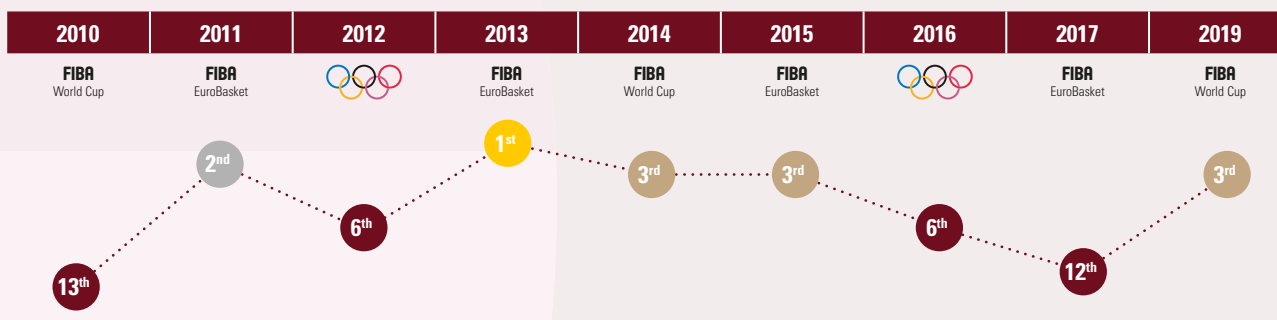 2010 2011 2012 2013 2014 2015 2016 2017 2019
FIBA FIBA FIBA FIBA FIBA FIBA FIBA
World Cup EuroBasket EuroBasket World Cup EuroBasket EuroBasket World Cup
1st
2nd 3rd 3rd 3rd
6th 6th
12th
13th